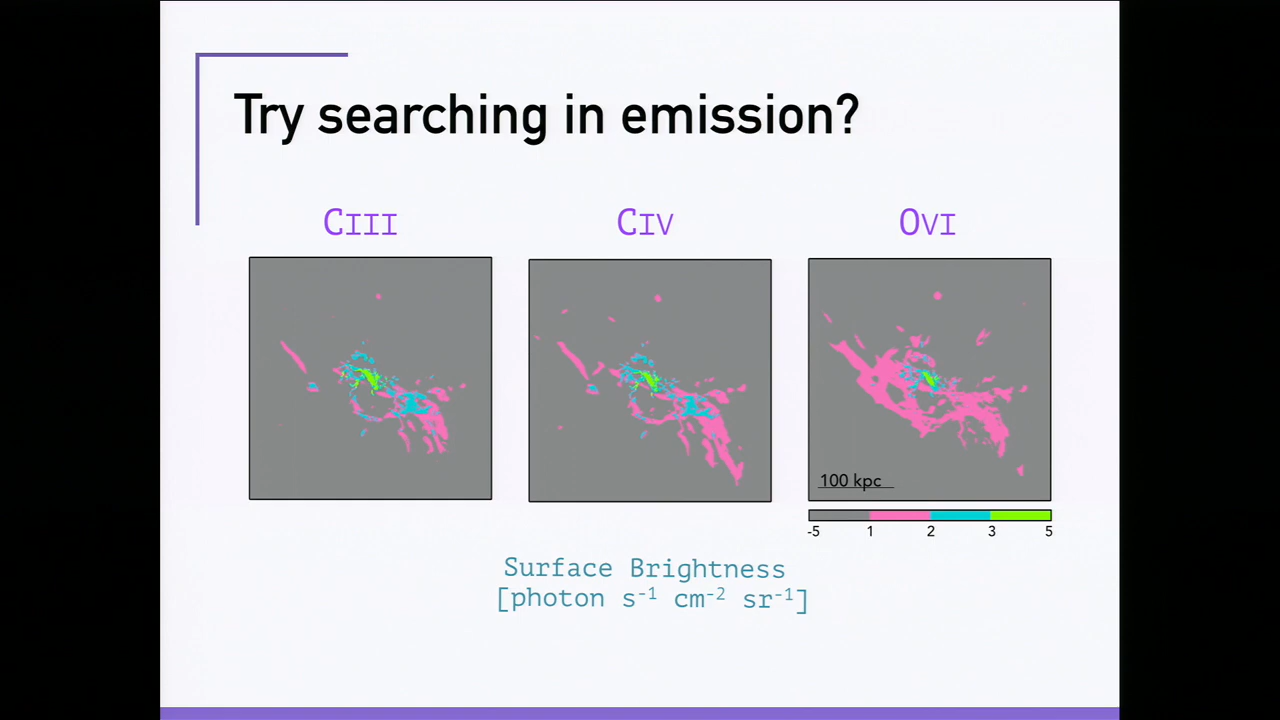 Try searching in emission?
CIII
CIV
OVI
100 kpc
-5 1 2 3 5
Surface Brightness
[photon s⁻¹ cm⁻² sr⁻¹]